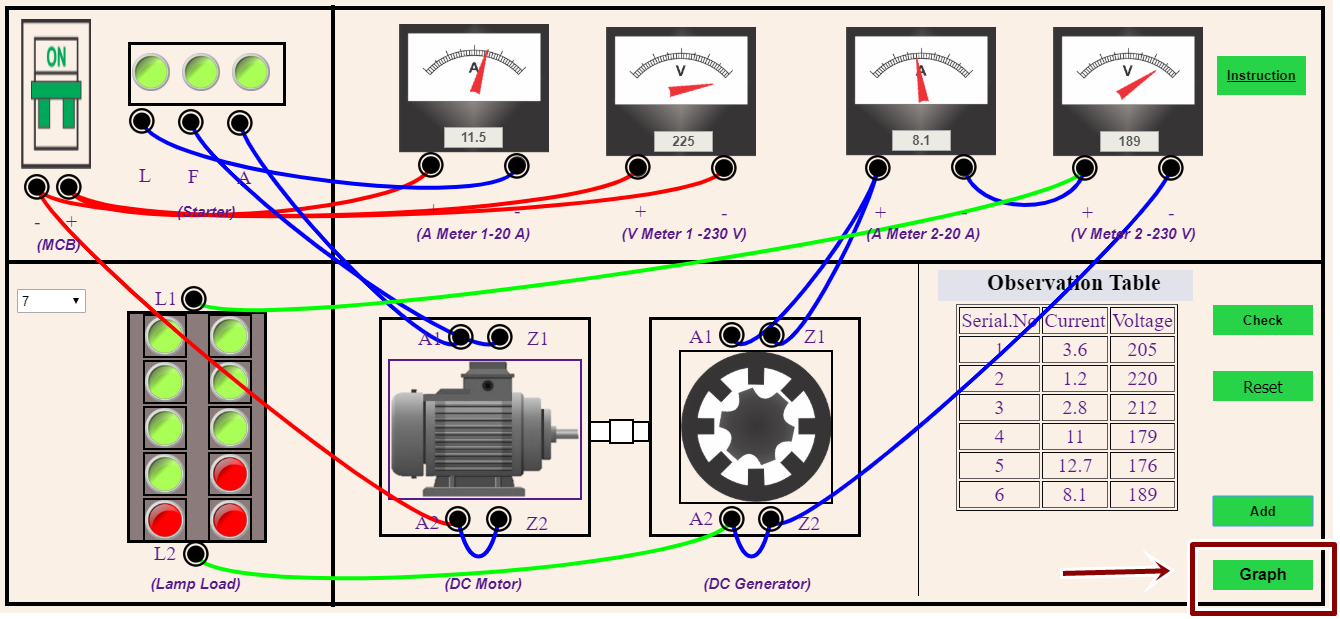 ON
A
V
A
V
Instruction
11.5
225
8.1
189
L F A
- +
(MCB)
(Starter)
+ -
(A Meter 1-20 A)
+ -
(V Meter 1 -230 V)
+ -
(A Meter 2-20 A)
+ -
(V Meter 2 -230 V)
7
L1
L2
(Lamp Load)
A1 Z1
A2 Z2
(DC Motor)
A1 Z1
A2 Z2
(DC Generator)
Observation Table
Serial.No Current Voltage
1 3.6 205
2 1.2 220
3 2.8 212
4 11 179
5 12.7 176
6 8.1 189
Check
Reset
Add
Graph